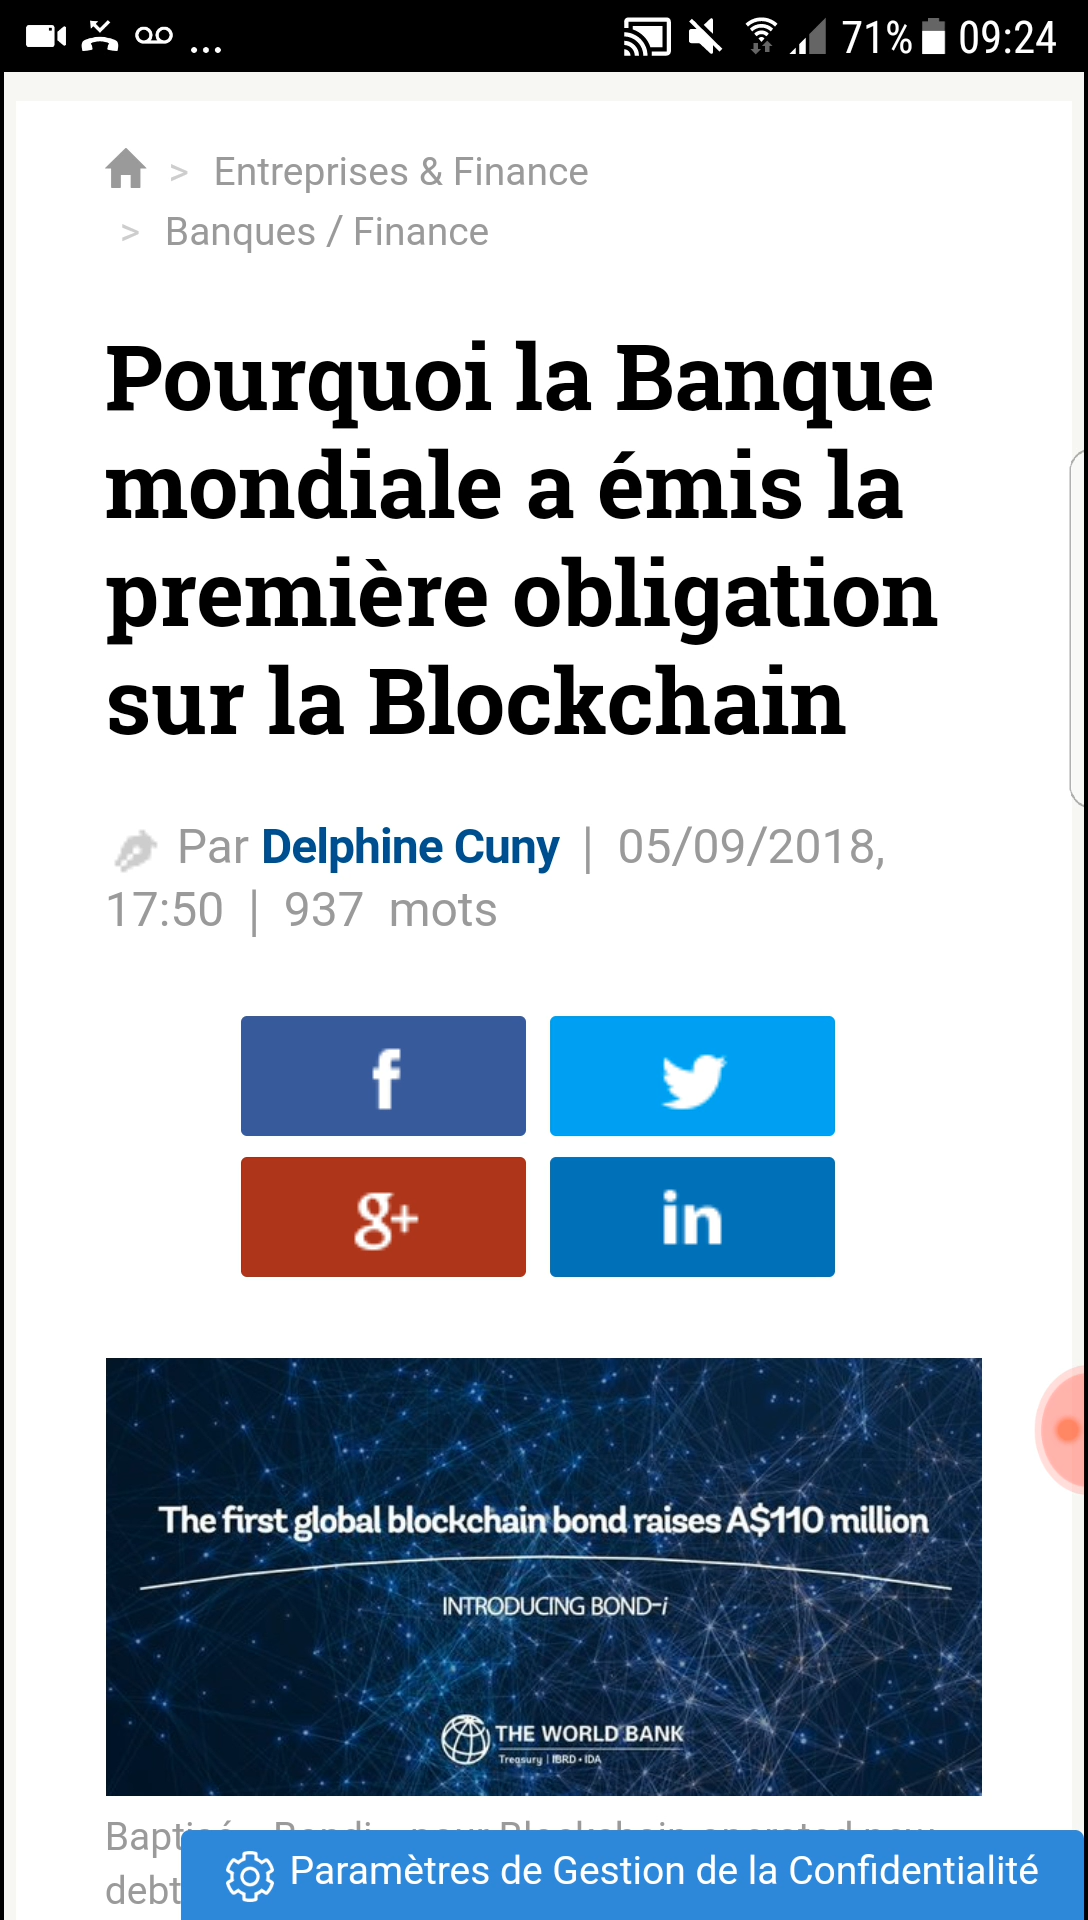 ... 71% 09:24
> Entreprises & Finance
> Banques / Finance
Pourquoi la Banque
mondiale a émis la
première obligation
sur la Blockchain
Par Delphine Cuny | 05/09/2018,
17:50 | 937 mots
f
g+ in
The first global blockchain bond raises A$110 million
INTRODUCING BOND-i
THE WORLD BANK
Treasury | IBRD • IDA
debt
Paramètres de Gestion de la Confidentialité